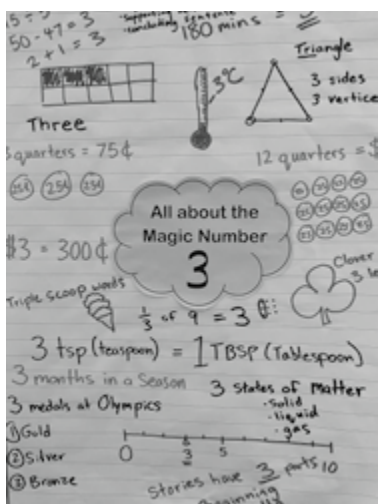 50 - 47 = 3
2 + 1 = 3
• Supporting
• concluding sentence
180 mins =
3°C
Triangle
3 sides
3 vertice
Three
3 quarters = 75¢
25¢ 25¢ 25¢
12 quarters = $
All about the
Magic Number
3
$3 = 300¢
Triple scoop
Clover
3 le
1/3 of 9 = 3
3 tsp (teaspoon) = 1 TBSP (Tablespoon)
3 months in a Season
3 States of Matter
• Solid
• liquid
• gas
3 medals at Olympics
① Gold
② Silver
③ Bronze
0 3 5 10
Stories have 3 parts
Beginning